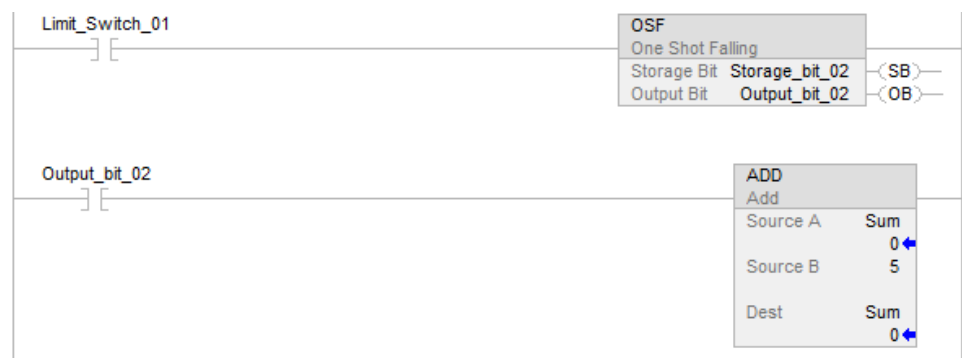 Limit_Switch_01
OSF
One Shot Falling
Storage Bit Storage_bit_02 SB
Output Bit Output_bit_02 OB
Output_bit_02
ADD
Add
Source A Sum
0
Source B 5
Dest Sum
0